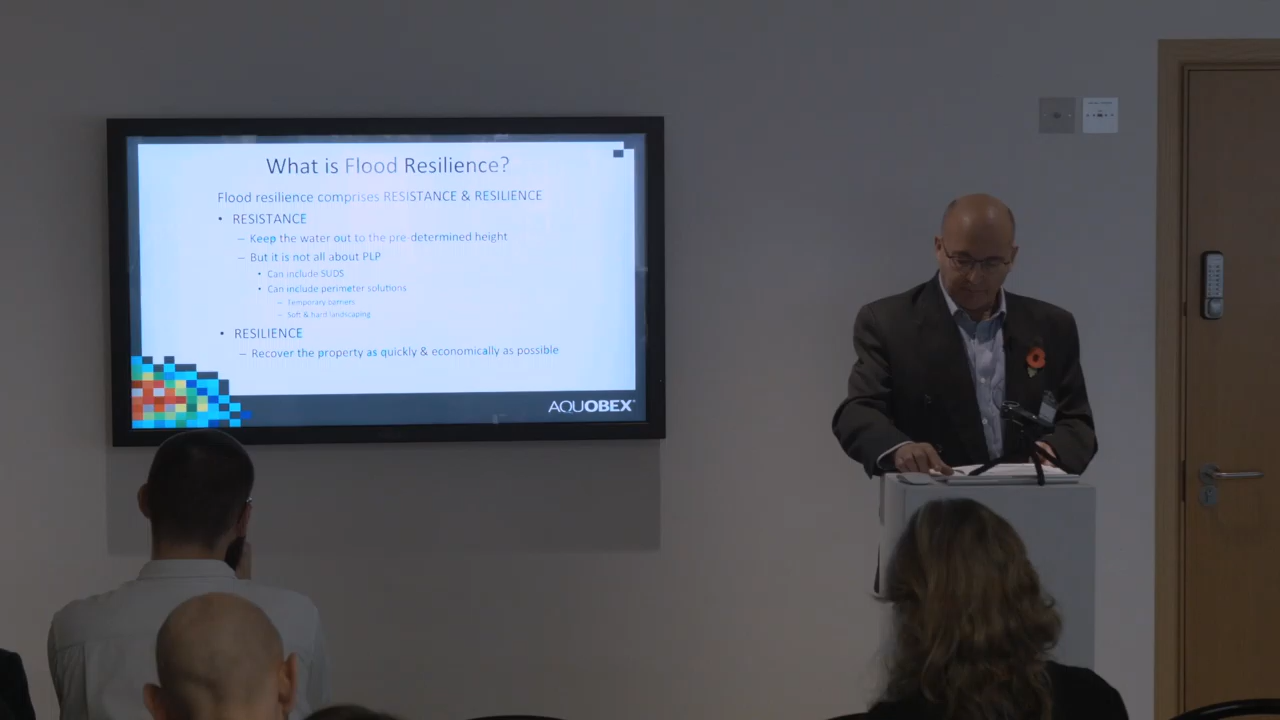 What is Flood Resilience?
Flood resilience comprises RESISTANCE & RESILIENCE
• RESISTANCE
– Keep the water out to the pre-determined height
– But it is not all about PLP
• Can include SUDS
• Can include perimeter solutions
– Temporary barriers
– Soft & hard landscaping
• RESILIENCE
– Recover the property as quickly & economically as possible
AQUOBEX